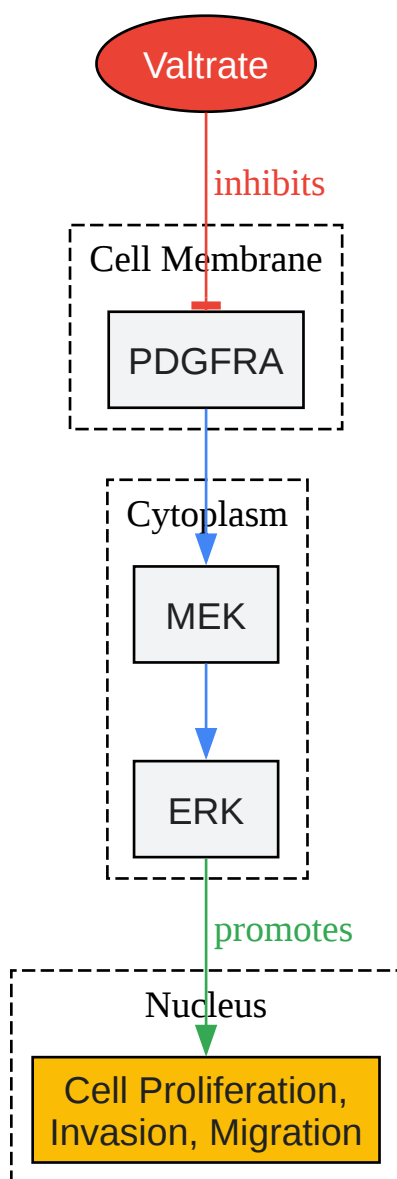 Valtrate
inhibits
Cell Membrane
PDGFRA
Cytoplasm
MEK
ERK
promotes
Nucleus
Cell Proliferation,
Invasion, Migration